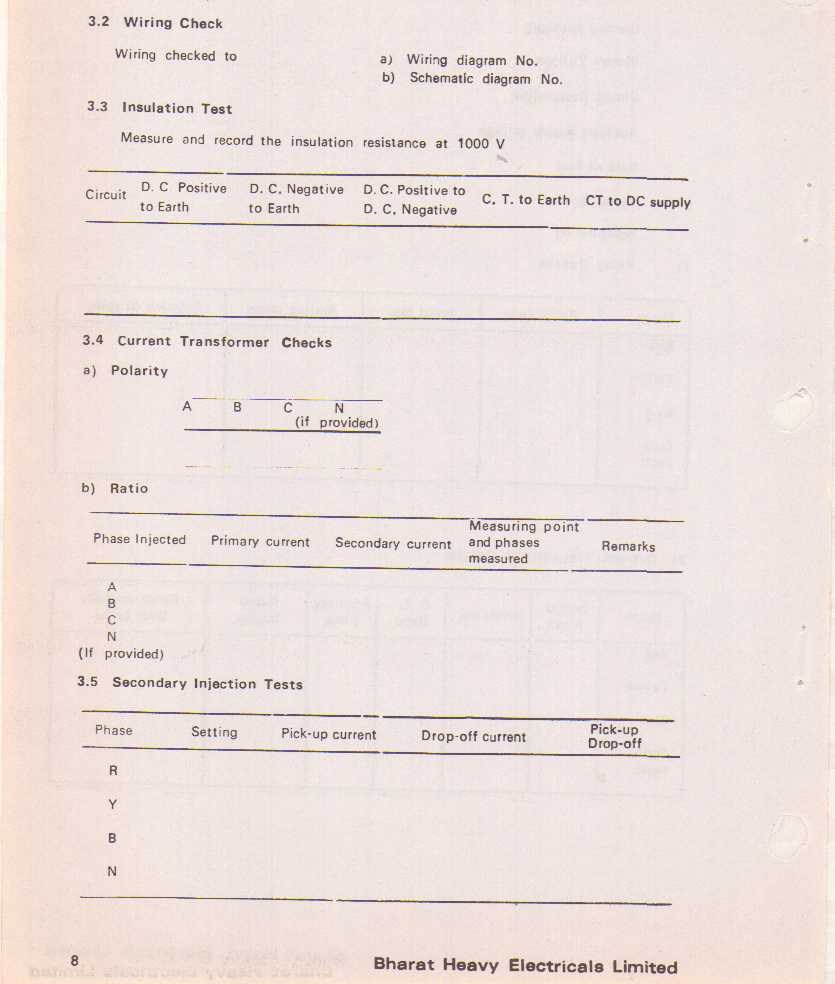 3.2 Wiring Check
Wiring checked to a) Wiring diagram No.
b) Schematic diagram No.
3.3 Insulation Test
Measure and record the insulation resistance at 1000 V
Circuit D. C Positive to Earth D. C. Negative to Earth D. C. Positive to D. C. Negative C. T. to Earth CT to DC supply
3.4 Current Transformer Checks
a) Polarity
A B C N
(if provided)
b) Ratio
Phase Injected Primary current Secondary current Measuring point and phases measured Remarks
A
B
C
N
(If provided)
3.5 Secondary Injection Tests
Phase Setting Pick-up current Drop-off current Pick-up Drop-off
R
Y
B
N
8 Bharat Heavy Electricals Limited